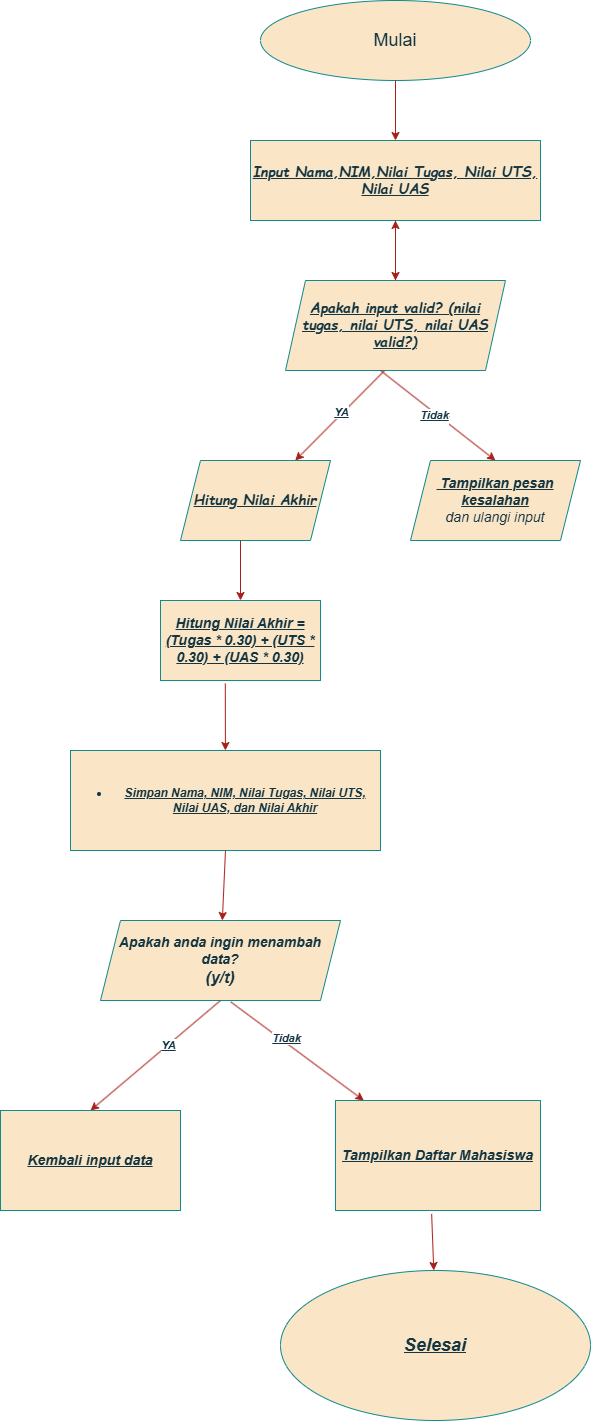 Mulai
Input Nama,NIM,Nilai Tugas, Nilai UTS,
Nilai UAS
Apakah input valid? (nilai
tugas, nilai UTS, nilai UAS
valid?)
YA
Tidak
Hitung Nilai Akhir
Tampilkan pesan
kesalahan
dan ulangi input
Hitung Nilai Akhir =
(Tugas * 0.30) + (UTS *
0.30) + (UAS * 0.30)
• Simpan Nama, NIM, Nilai Tugas, Nilai UTS,
Nilai UAS, dan Nilai Akhir
Apakah anda ingin menambah
data?
(y/t)
YA
Tidak
Kembali input data
Tampilkan Daftar Mahasiswa
Selesai